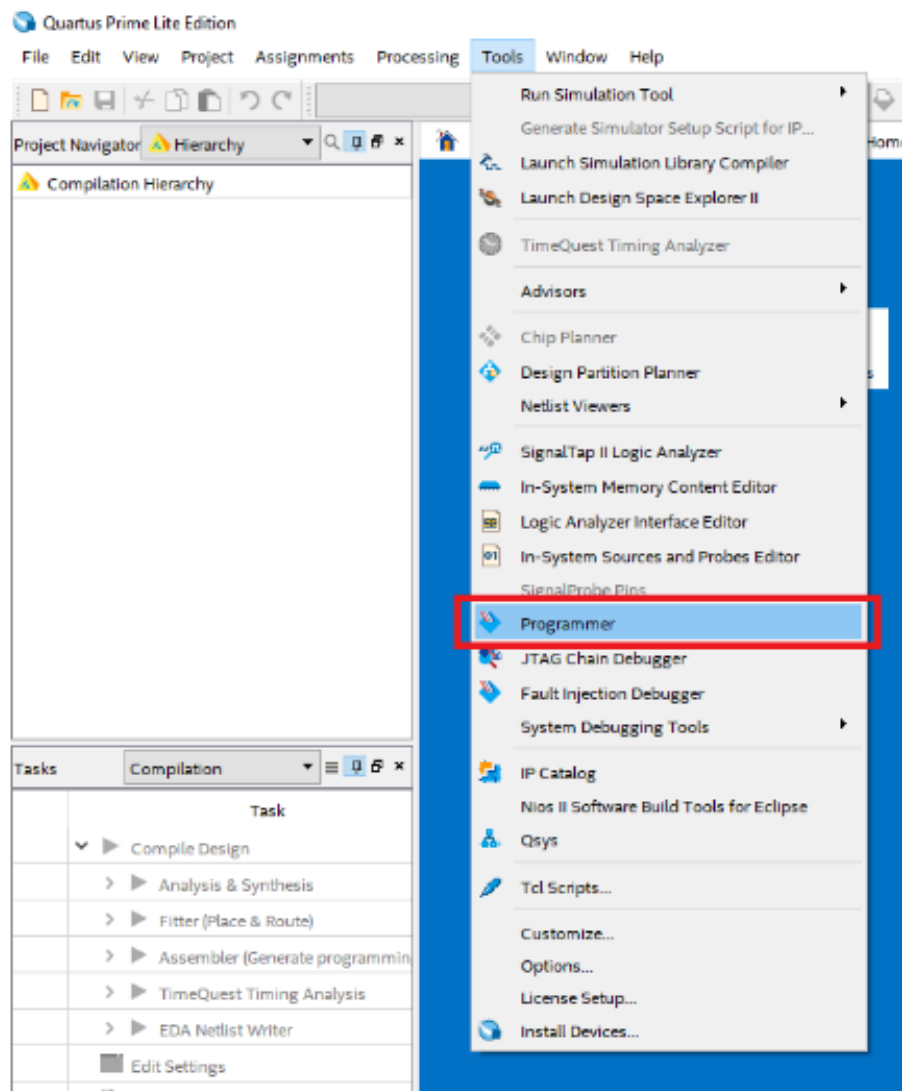 Quartus Prime Lite Edition
File Edit View Project Assignments Processing Tools Window Help
Run Simulation Tool
Generate Simulator Setup Script for IP...
Launch Simulation Library Compiler
Launch Design Space Explorer II
TimeQuest Timing Analyzer
Advisors
Chip Planner
Design Partition Planner
Netlist Viewers
SignalTap II Logic Analyzer
In-System Memory Content Editor
Logic Analyzer Interface Editor
In-System Sources and Probes Editor
SignalProbe Pins
Programmer
JTAG Chain Debugger
Fault Injection Debugger
System Debugging Tools
IP Catalog
Nios II Software Build Tools for Eclipse
Qsys
Tcl Scripts...
Customize...
Options...
License Setup...
Install Devices...
Project Navigator Hierarchy
Compilation Hierarchy
Tasks Compilation
Task
Compile Design
Analysis & Synthesis
Fitter (Place & Route)
Assembler (Generate programmin
TimeQuest Timing Analysis
EDA Netlist Writer
Edit Settings
Hom
s